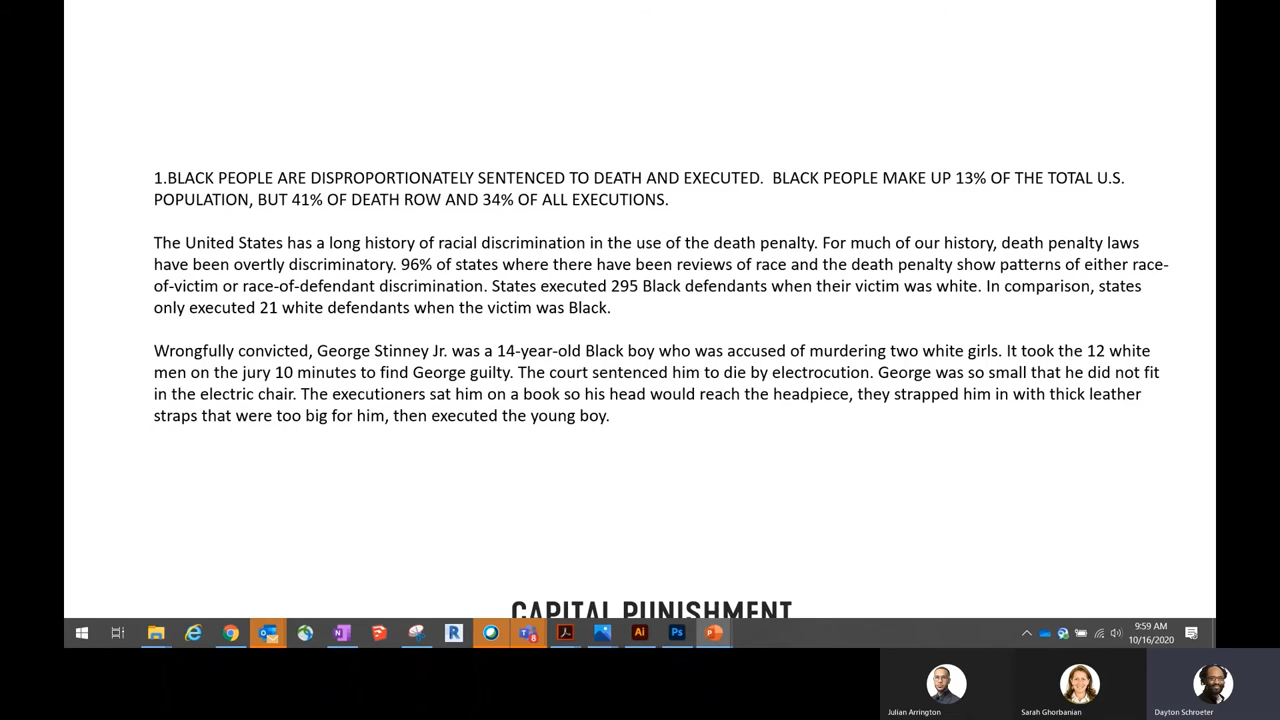 1.BLACK PEOPLE ARE DISPROPORTIONATELY SENTENCED TO DEATH AND EXECUTED.  BLACK PEOPLE MAKE UP 13% OF THE TOTAL U.S.
POPULATION, BUT 41% OF DEATH ROW AND 34% OF ALL EXECUTIONS.
The United States has a long history of racial discrimination in the use of the death penalty. For much of our history, death penalty laws
have been overtly discriminatory. 96% of states where there have been reviews of race and the death penalty show patterns of either race-
of-victim or race-of-defendant discrimination. States executed 295 Black defendants when their victim was white. In comparison, states
only executed 21 white defendants when the victim was Black.
Wrongfully convicted, George Stinney Jr. was a 14-year-old Black boy who was accused of murdering two white girls. It took the 12 white
men on the jury 10 minutes to find George guilty. The court sentenced him to die by electrocution. George was so small that he did not fit
in the electric chair. The executioners sat him on a book so his head would reach the headpiece, they strapped him in with thick leather
straps that were too big for him, then executed the young boy.
CAPITAL PUNISHMENT
N
R
8
Ai
Ps
P
9:59 AM
10/16/2020
Julian Arrington
Sarah Ghorbanian
Dayton Schroeter